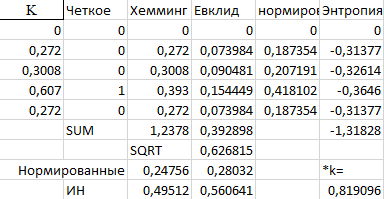 K Четкое Хемминг Евклид нормиров Энтропия
0 0 0 0 0 0
0,272 0 0,272 0,073984 0,187354 -0,31377
0,3008 0 0,3008 0,090481 0,207191 -0,32614
0,607 1 0,393 0,154449 0,418102 -0,3646
0,272 0 0,272 0,073984 0,187354 -0,31377
SUM 1,2378 0,392898 -1,31828
SQRT 0,626815
Нормированные 0,24756 0,28032 *k=
ИН 0,49512 0,560641 0,819096